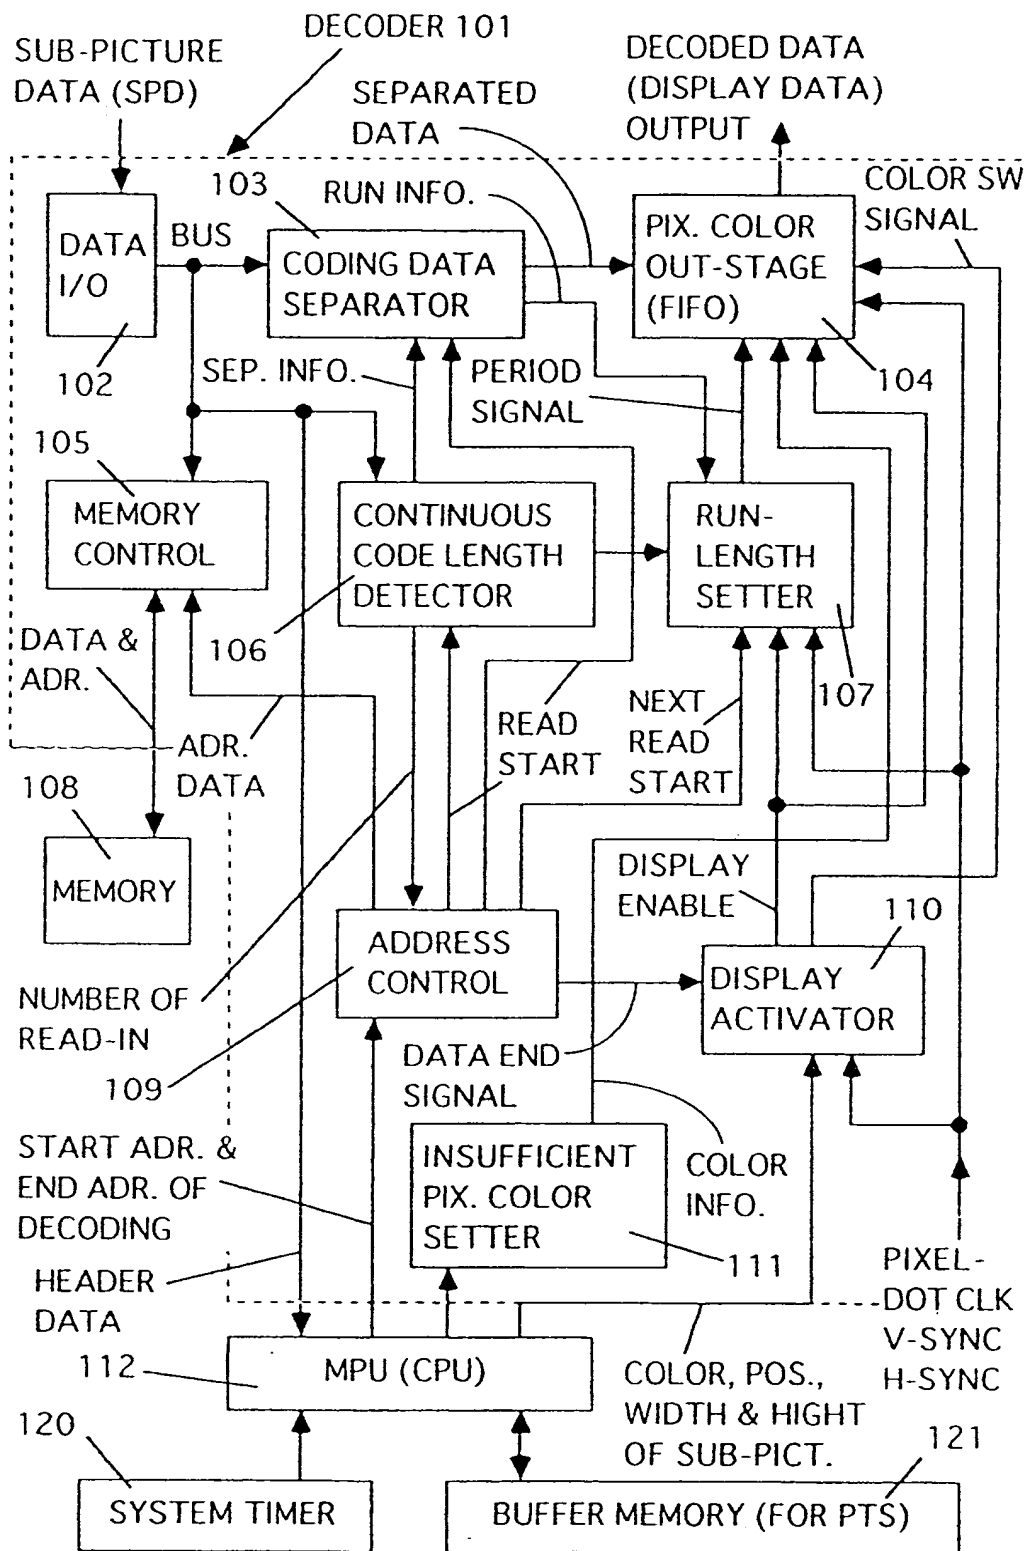 DECODER 101
SUB-PICTURE
DATA (SPD)
SEPARATED
DATA
DECODED DATA
(DISPLAY DATA)
OUTPUT
COLOR SW
SIGNAL
103
RUN INFO.
DATA
I/O
BUS
CODING DATA
SEPARATOR
PIX. COLOR
OUT-STAGE
(FIFO)
102
SEP. INFO.
PERIOD
SIGNAL
104
105
MEMORY
CONTROL
CONTINUOUS
CODE LENGTH
DETECTOR
RUN-
LENGTH
SETTER
DATA &
ADR.
106
107
ADR.
DATA
READ
START
NEXT
READ
START
108
MEMORY
DISPLAY
ENABLE
110
ADDRESS
CONTROL
DISPLAY
ACTIVATOR
NUMBER OF
READ-IN
109
DATA END
SIGNAL
START ADR. &
END ADR. OF
DECODING
INSUFFICIENT
PIX. COLOR
SETTER
COLOR
INFO.
111
HEADER
DATA
PIXEL-
DOT CLK
V-SYNC
H-SYNC
112
MPU (CPU)
COLOR, POS.,
WIDTH & HIGHT
OF SUB-PICT.
120
121
SYSTEM TIMER
BUFFER MEMORY (FOR PTS)